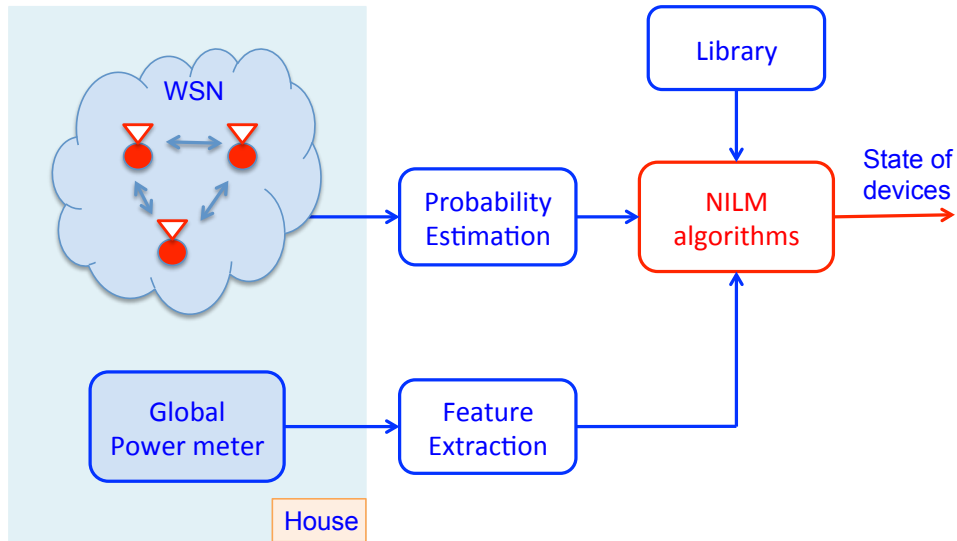 WSN
Library
State of
devices
Probability
Estimation
NILM
algorithms
Global
Power meter
Feature
Extraction
House